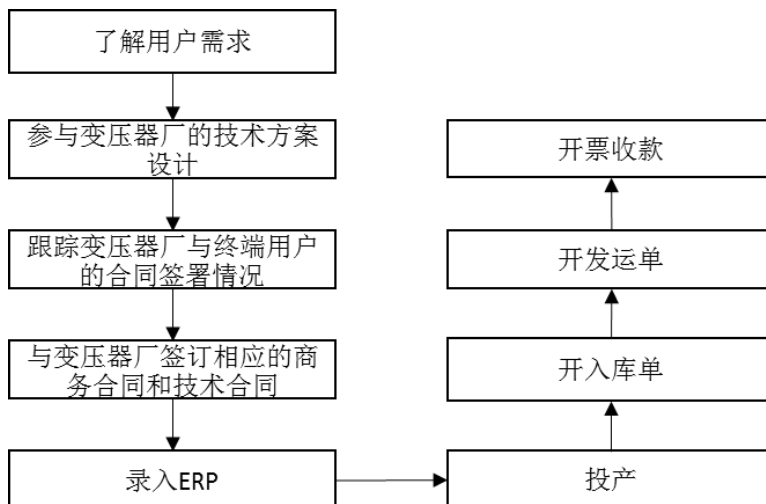 了解用户需求
参与变压器厂的技术方案
设计
跟踪变压器厂与终端用户
的合同签署情况
与变压器厂签订相应的商
务合同和技术合同
录入ERP
投产
开入库单
开发运单
开票收款